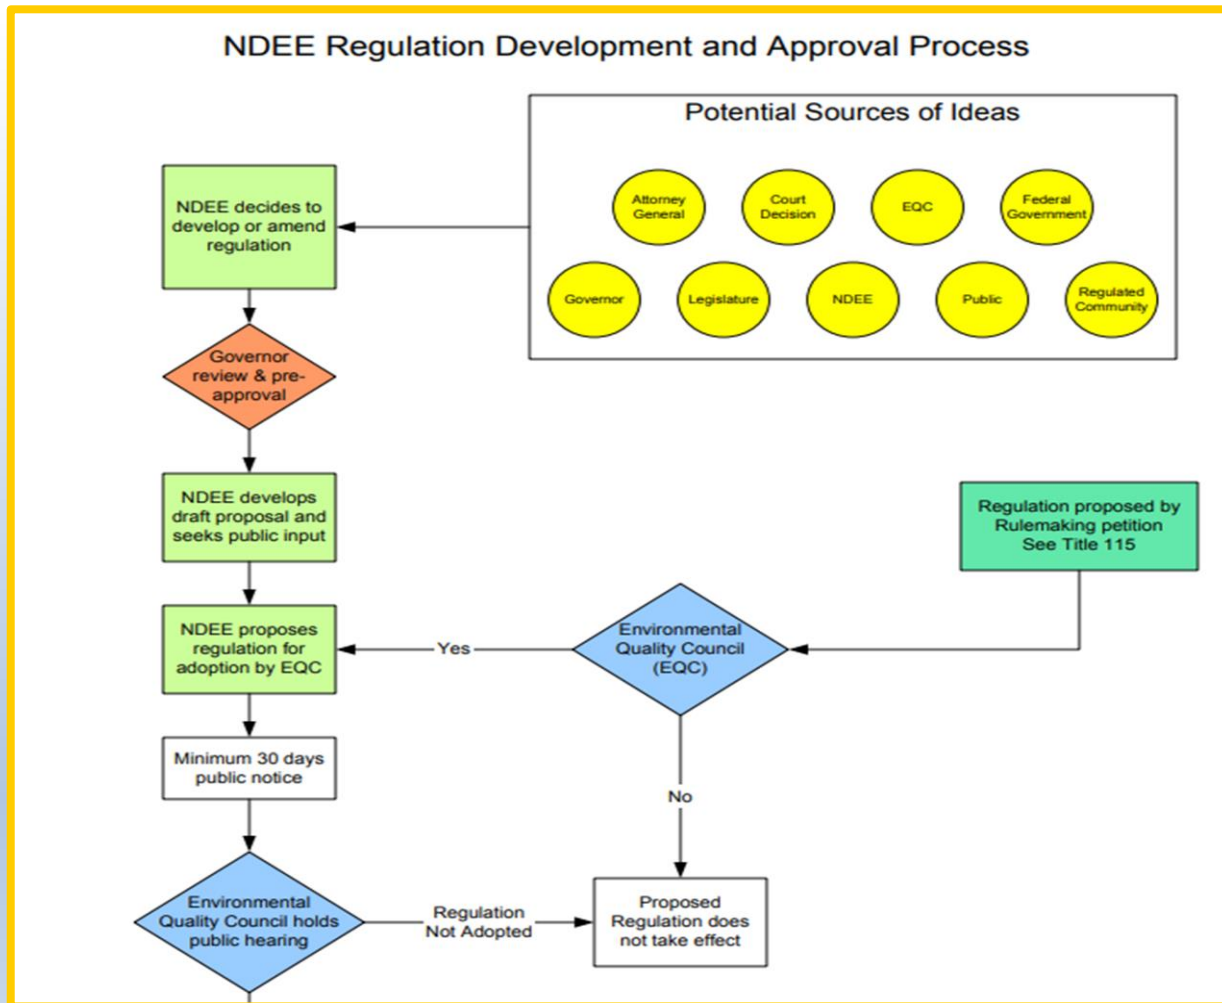 NDEE Regulation Development and Approval Process
Potential Sources of Ideas
Attorney
General
Court
Decision
EQC
Federal
Government
Governor
Legislature
NDEE
Public
Regulated
Community
NDEE decides to
develop or amend
regulation
Governor
review & pre-
approval
NDEE develops
draft proposal and
seeks public input
Regulation proposed by
Rulemaking petition
See Title 115
NDEE proposes
regulation for
adoption by EQC
Yes
Environmental
Quality Council
(EQC)
Minimum 30 days
public notice
No
Environmental
Quality Council holds
public hearing
Regulation
Not Adopted
Proposed
Regulation does
not take effect